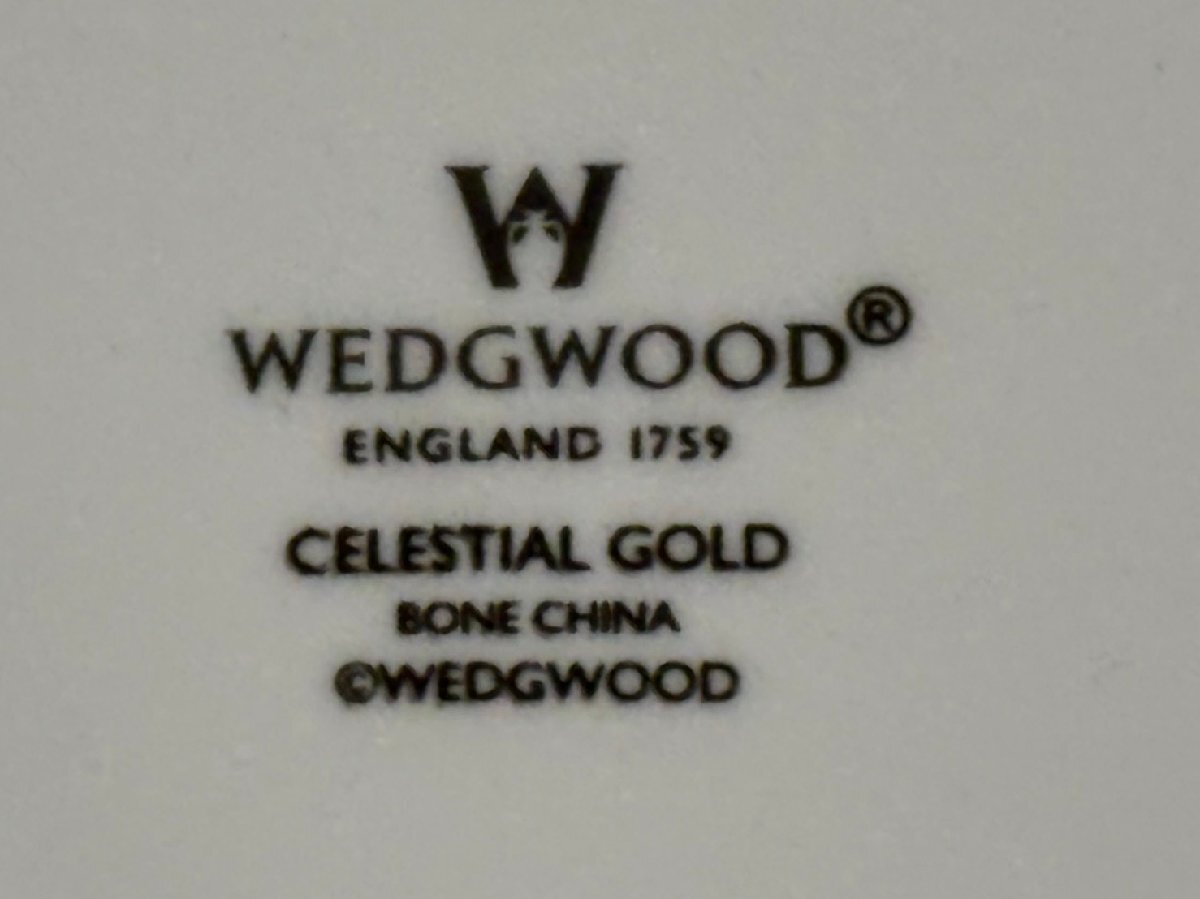 W
WEDGWOOD®
ENGLAND 1759
CELESTIAL GOLD
BONE CHINA
©WEDGWOOD